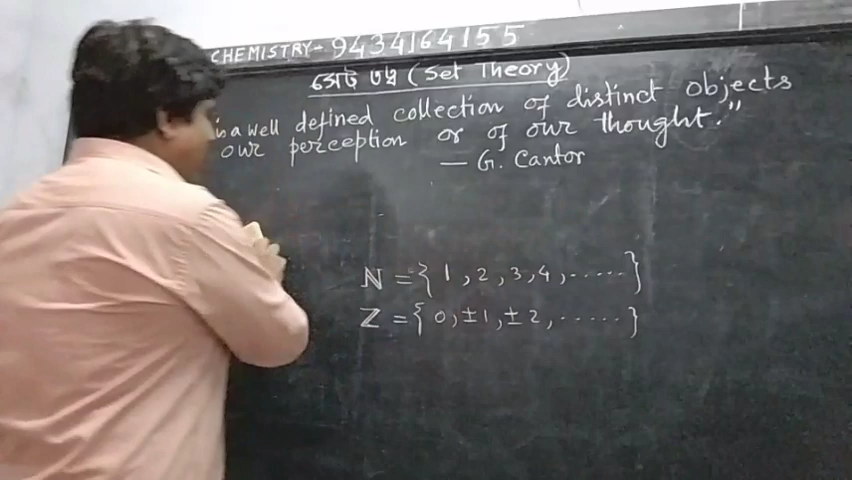 CHEMISTRY- 9434164155
সেট তত্ত্ব (Set Theory)
is a well defined collection of distinct objects
our perception or of our thought."
— G. Cantor
ℕ = { 1, 2, 3, 4, ..... }
ℤ = { 0, ±1, ±2, ...... }